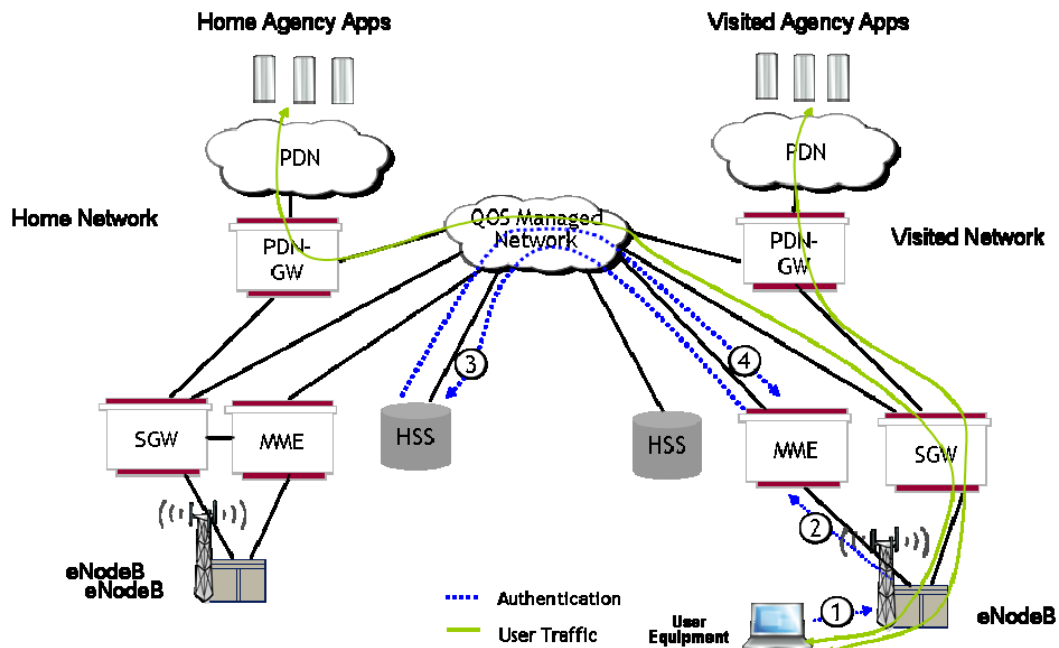 Home Agency Apps
Visited Agency Apps
PDN
PDN
Home Network
QOS Managed
Network
Visited Network
PDN-
GW
PDN-
GW
3
4
SGW
MME
HSS
HSS
MME
SGW
2
eNodeB
eNodeB
Authentication
User Traffic
User
Equipment
1
eNodeB